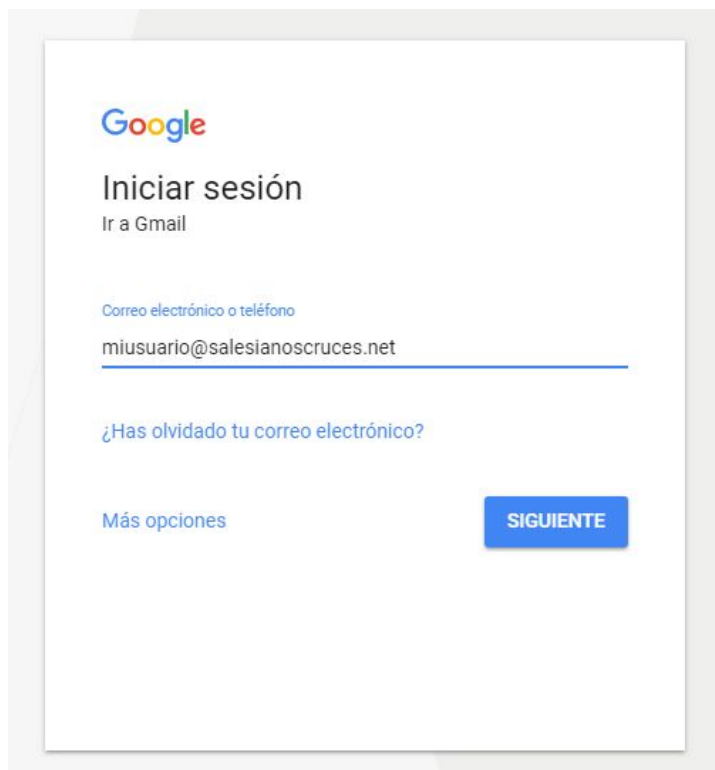 Google
Iniciar sesión
Ir a Gmail
Correo electrónico o teléfono
miusuario@salesianoscruces.net
¿Has olvidado tu correo electrónico?
Más opciones
SIGUIENTE